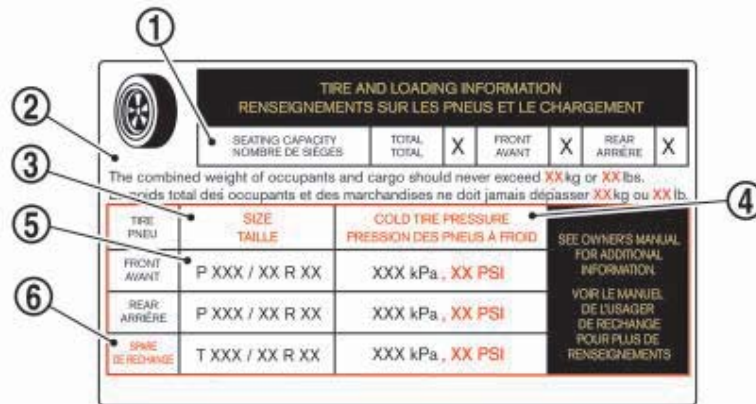 ①
TIRE AND LOADING INFORMATION
RENSEIGNEMENTS SUR LES PNEUS ET LE CHARGEMENT
②
SEATING CAPACITY
NOMBRE DE SIÈGES
TOTAL
TOTAL
X
FRONT
AVANT
X
REAR
ARRIÈRE
X
The combined weight of occupants and cargo should never exceed XX kg or XX lbs.
poids total des occupants et des marchandises ne doit jamais dépasser XX kg ou XX lb.
③
④
TIRE
PNEU
SIZE
TAILLE
COLD TIRE PRESSURE
PRESSION DES PNEUS À FROID
SEE OWNER'S MANUAL
FOR ADDITIONAL
INFORMATION.
VOIR LE MANUEL
DE L'USAGER
DE RECHANGE
POUR PLUS DE
RENSEIGNEMENTS
⑤
FRONT
AVANT
P XXX / XX R XX
XXX kPa, XX PSI
REAR
ARRIÈRE
P XXX / XX R XX
XXX kPa, XX PSI
⑥
SPARE
DE RECHANGE
T XXX / XX R XX
XXX kPa, XX PSI